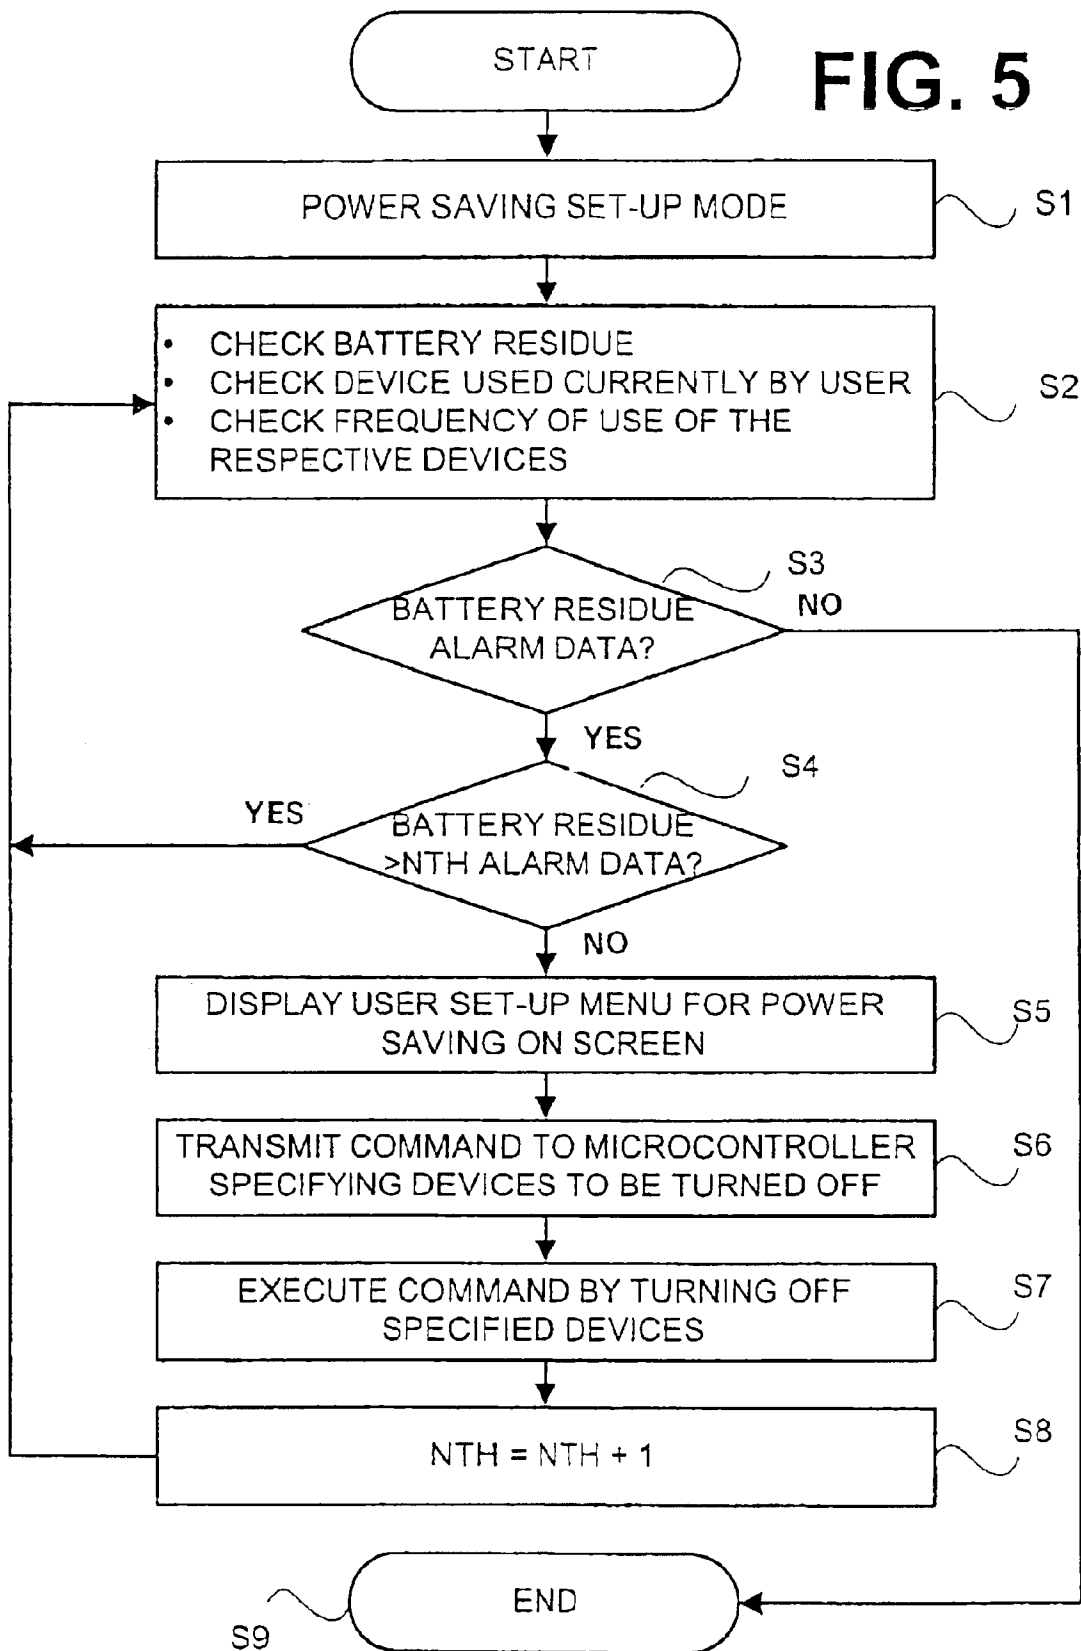 START
FIG. 5
POWER SAVING SET-UP MODE
S1
• CHECK BATTERY RESIDUE
• CHECK DEVICE USED CURRENTLY BY USER
• CHECK FREQUENCY OF USE OF THE
RESPECTIVE DEVICES
S2
S3
BATTERY RESIDUE
ALARM DATA?
NO
YES
S4
YES
BATTERY RESIDUE
>NTH ALARM DATA?
NO
DISPLAY USER SET-UP MENU FOR POWER
SAVING ON SCREEN
S5
TRANSMIT COMMAND TO MICROCONTROLLER
SPECIFYING DEVICES TO BE TURNED OFF
S6
EXECUTE COMMAND BY TURNING OFF
SPECIFIED DEVICES
S7
NTH = NTH + 1
S8
END
S9